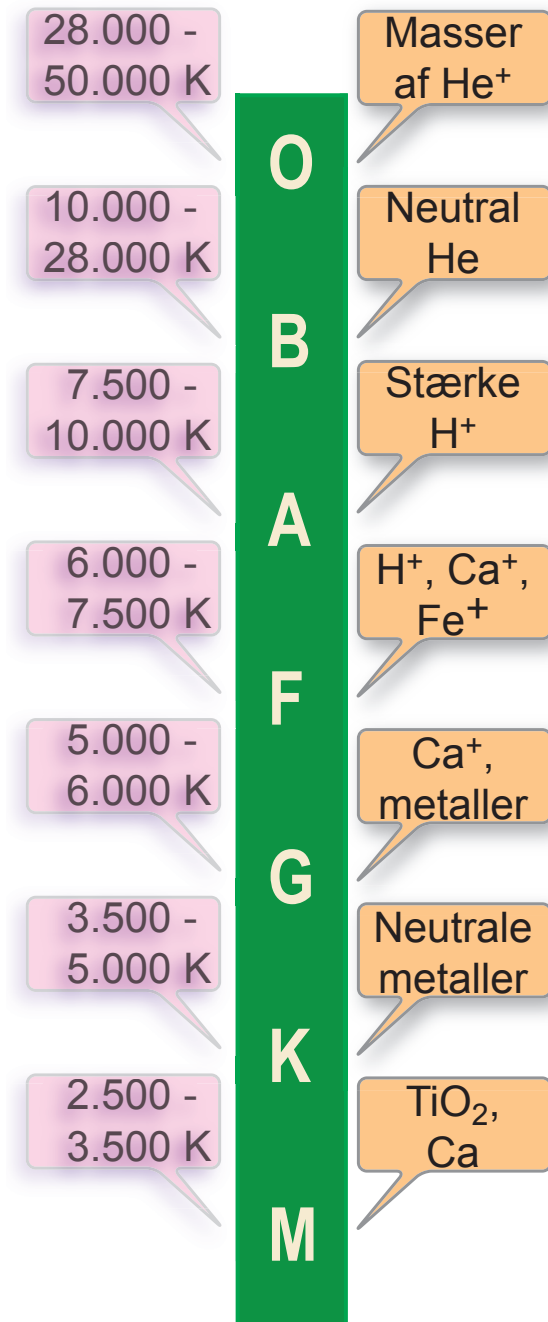 28.000 -
50.000 K
O
Masser
af He⁺
10.000 -
28.000 K
B
Neutral
He
7.500 -
10.000 K
A
Stærke
H⁺
6.000 -
7.500 K
F
H⁺, Ca⁺,
Fe⁺
5.000 -
6.000 K
G
Ca⁺,
metaller
3.500 -
5.000 K
K
Neutrale
metaller
2.500 -
3.500 K
M
TiO₂,
Ca